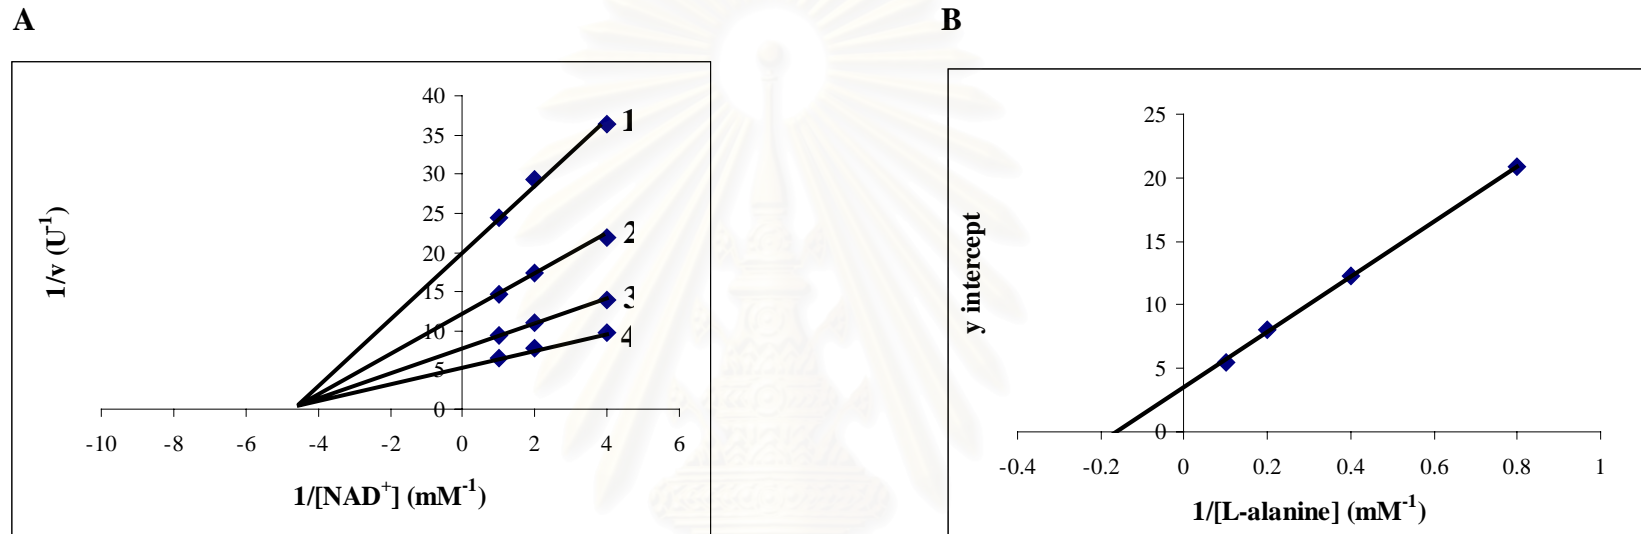 A
B
40
35
30
25
20
15
10
5
0
1
2
3
4
-10 -8 -6 -4 -2 0 2 4 6
1/v (U⁻¹)
1/[NAD⁺] (mM⁻¹)
25
20
15
10
5
0
-0.4 -0.2 0 0.2 0.4 0.6 0.8 1
y intercept
1/[L-alanine] (mM⁻¹)